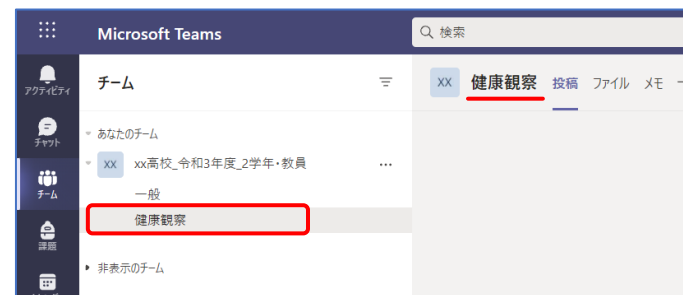 Microsoft Teams
検索
アクティビティ
チーム
XX 健康観察 投稿 ファイル メモ
チャット
あなたのチーム
XX xx高校_令和3年度_2学年・教員 ...
チーム
一般
健康観察
課題
非表示のチーム